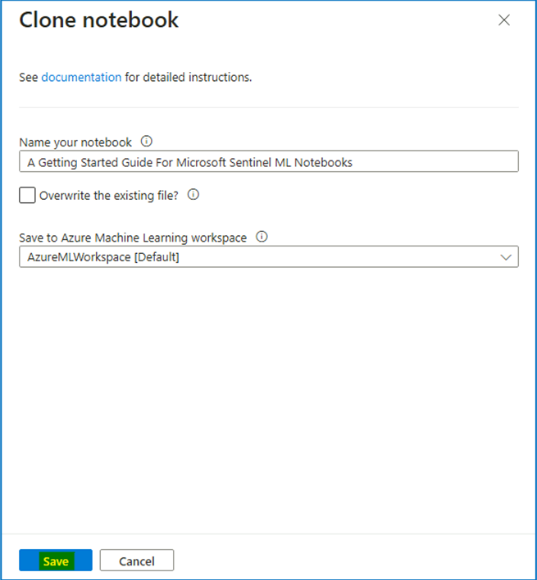 Clone notebook
See documentation for detailed instructions.
Name your notebook
A Getting Started Guide For Microsoft Sentinel ML Notebooks
Overwrite the existing file?
Save to Azure Machine Learning workspace
AzureMLWorkspace [Default]
Save
Cancel